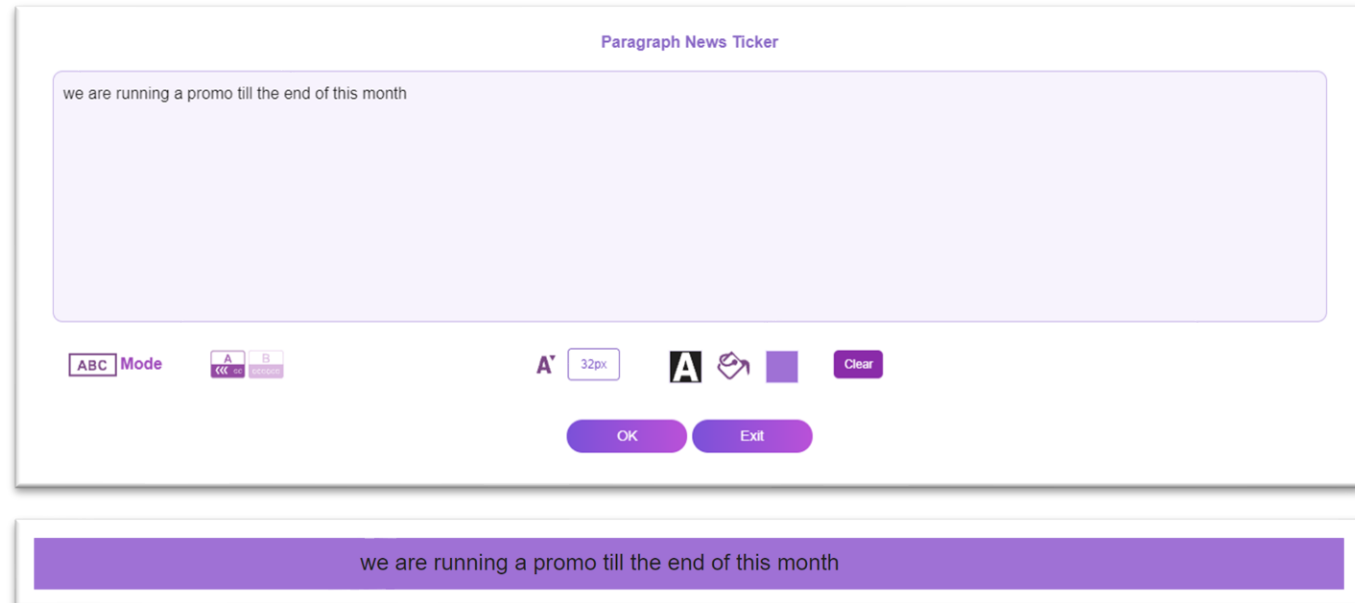 Paragraph News Ticker
we are running a promo till the end of this month
ABC Mode
A B
A 32px A Clear
OK Exit
we are running a promo till the end of this month